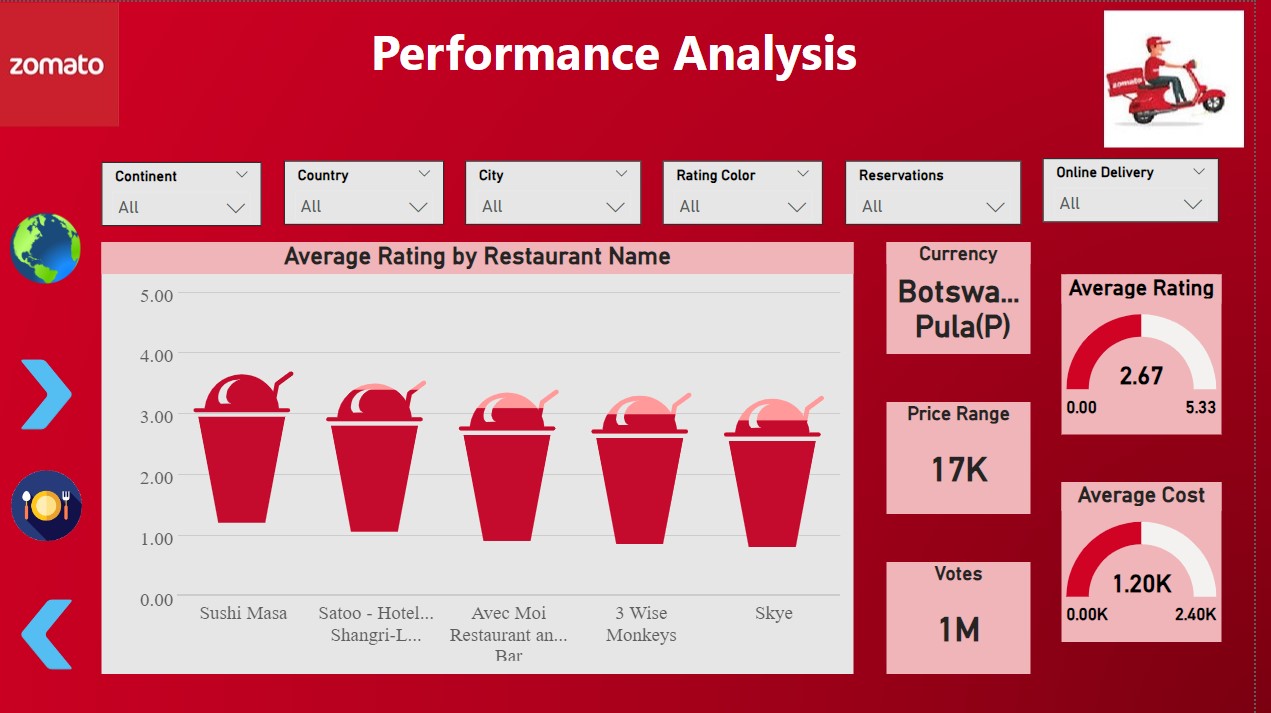 zomato
Performance Analysis
zomato
Continent
All
Country
All
City
All
Rating Color
All
Reservations
All
Online Delivery
All
Average Rating by Restaurant Name
5.00
4.00
3.00
2.00
1.00
0.00
Sushi Masa
Satoo - Hotel...
Shangri-L...
Avec Moi
Restaurant an...
Bar
3 Wise
Monkeys
Skye
Currency
Botswa...
Pula(P)
Price Range
17K
Votes
1M
Average Rating
2.67
0.00
5.33
Average Cost
1.20K
0.00K
2.40K